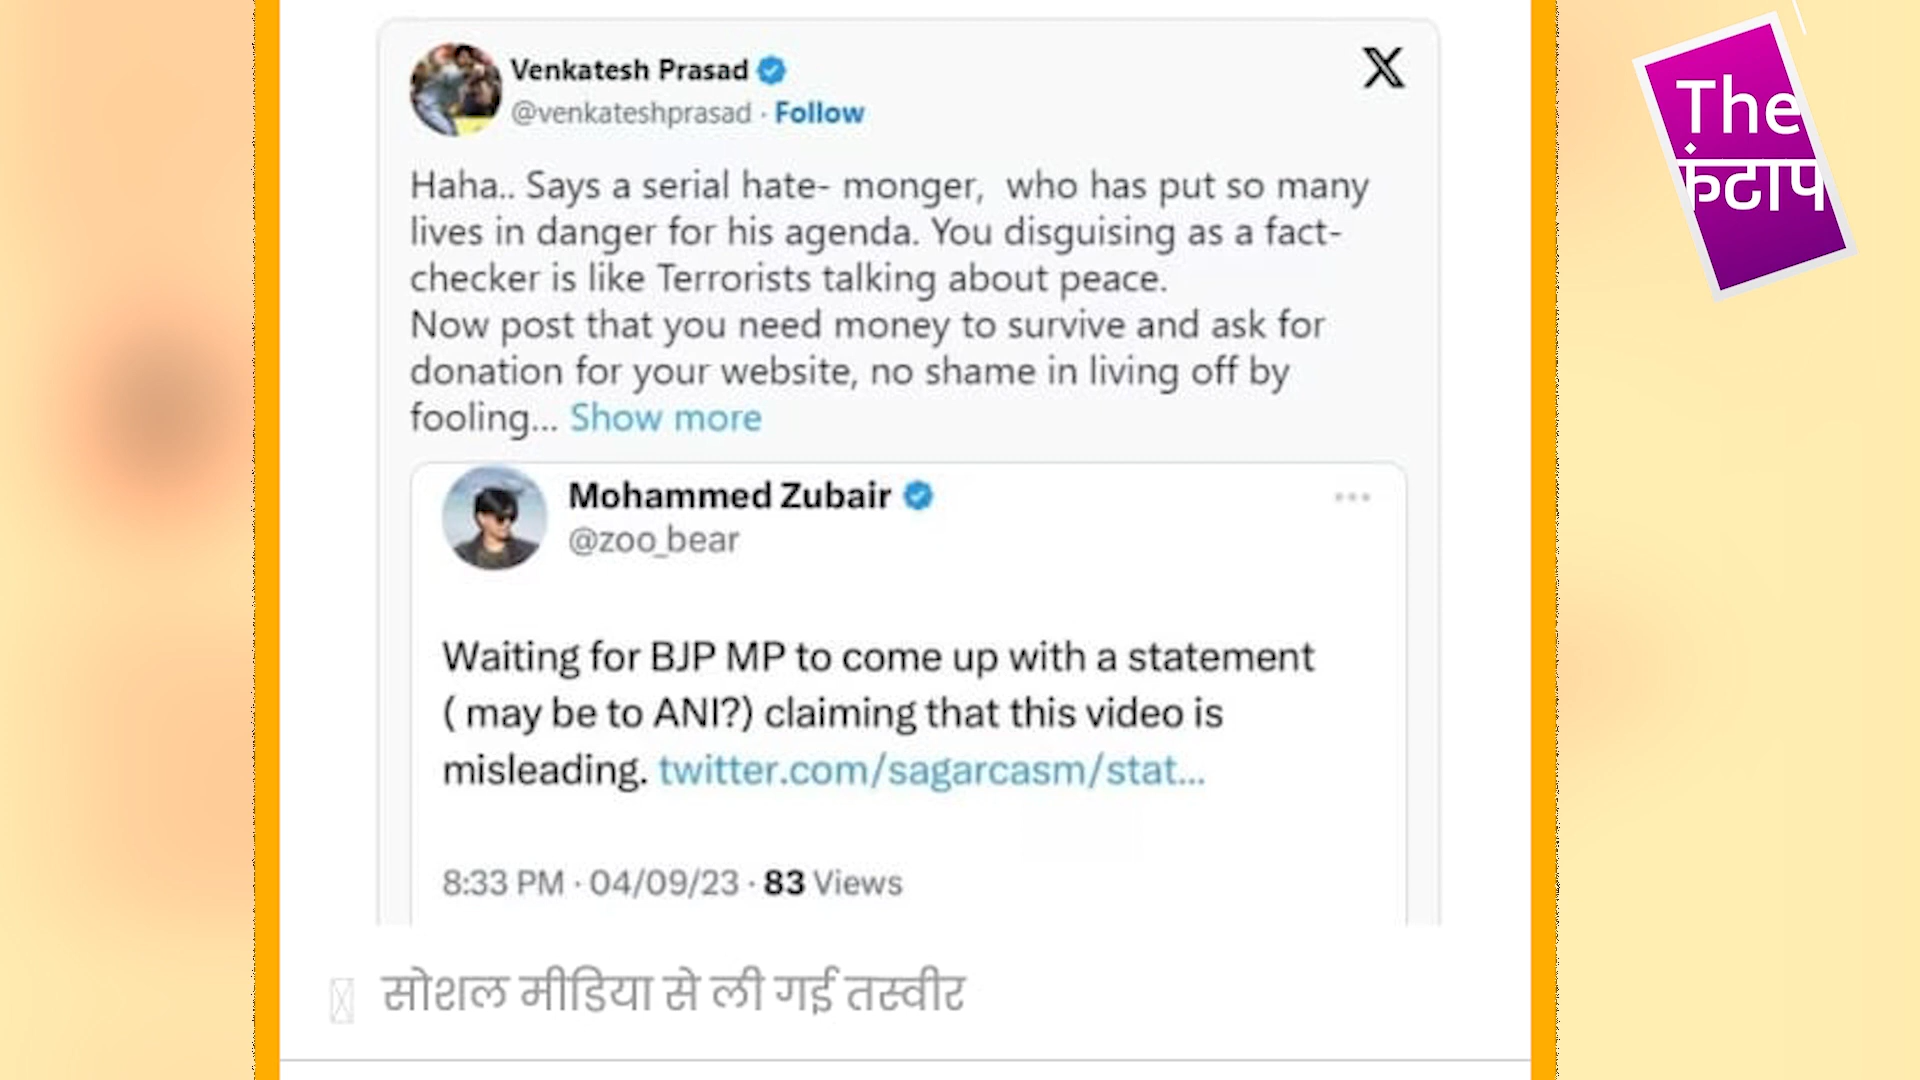 Venkatesh Prasad
@venkateshprasad · Follow
X
Haha.. Says a serial hate- monger,  who has put so many
lives in danger for his agenda. You disguising as a fact-
checker is like Terrorists talking about peace.
Now post that you need money to survive and ask for
donation for your website, no shame in living off by
fooling... Show more
Mohammed Zubair
@zoo_bear
Waiting for BJP MP to come up with a statement
( may be to ANI?) claiming that this video is
misleading. twitter.com/sagarcasm/stat...
8:33 PM · 04/09/23 · 83 Views
सोशल मीडिया से ली गई तस्वीर
The
कंटाप